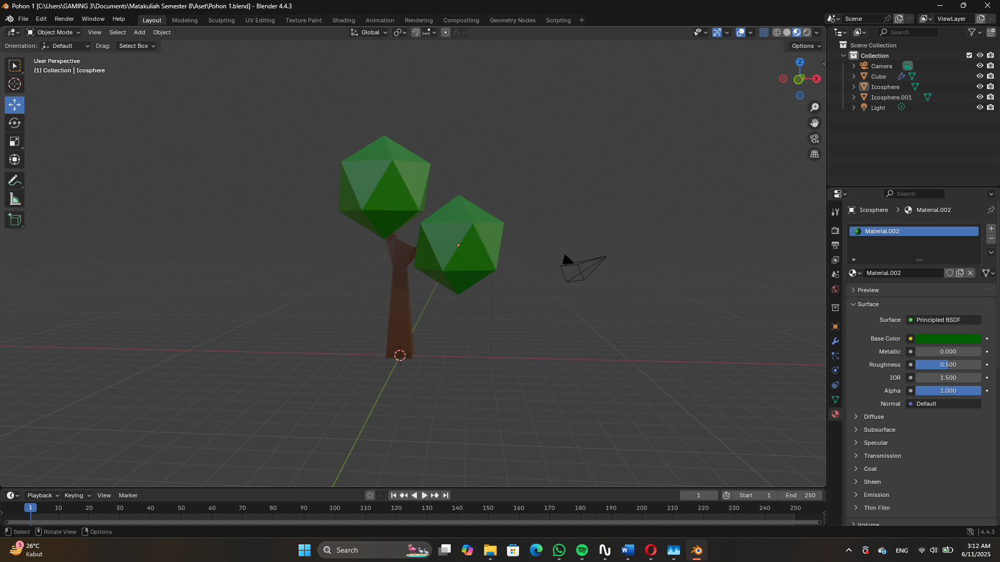 Pohon 1 [C:\Users\GAMING 3\Documents\Matakuliah Semester 8\Aset\Pohon 1.blend] - Blender 4.4.3
File Edit Render Window Help Layout Modeling Sculpting UV Editing Texture Paint Shading Animation Rendering Compositing Geometry Nodes Scripting + Scene ViewLayer
Object Mode View Select Add Object Global Search
Orientation: Default Drag: Select Box Options
User Perspective
(1) Collection | Icosphere
Z
X
Scene Collection
Collection
Camera
Cube
Icosphere
Icosphere.001
Light
Search
Icosphere > Material.002
Material.002
Material.002
Preview
Surface
Surface Principled BSDF
Base Color
Metallic 0.000
Roughness 0.500
IOR 1.500
Alpha 1.000
Normal Default
Diffuse
Subsurface
Specular
Transmission
Coat
Sheen
Emission
Thin Film
Volume
Playback Keying View Marker 1 Start 1 End 250
1 10 20 30 40 50 60 70 80 90 100 110 120 130 140 150 160 170 180 190 200 210 220 230 240 250
Select Rotate View Options 4.4.3
5 26°C
Kabut
Search
ENG
3:12 AM
6/11/2025